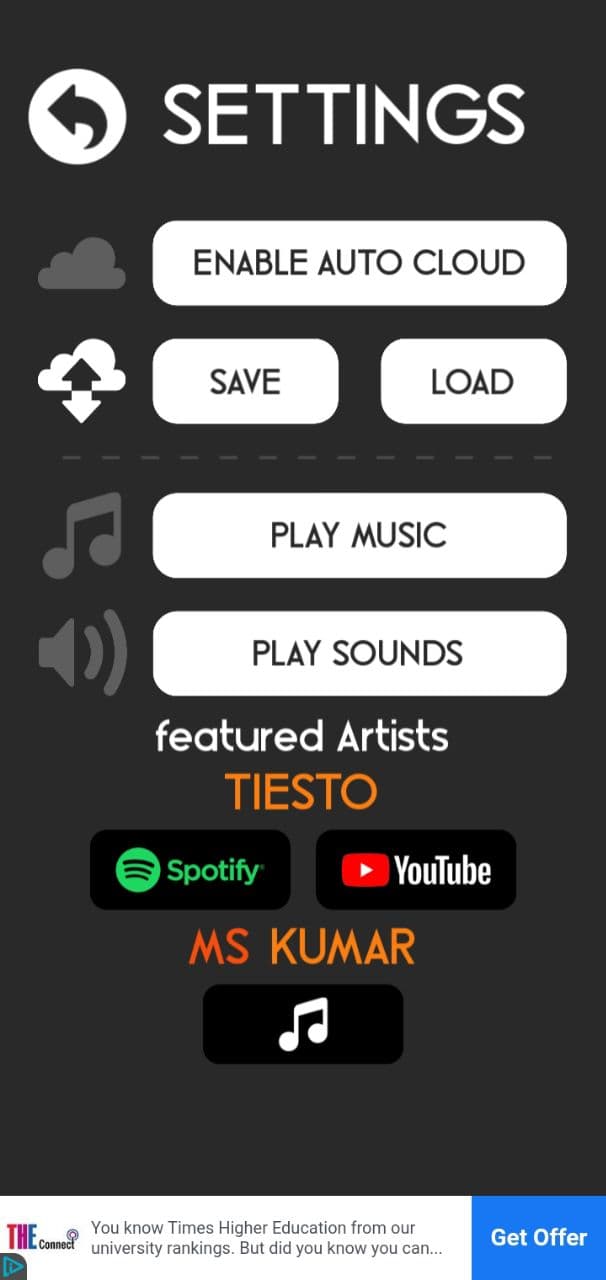 SETTINGS
ENABLE AUTO CLOUD
SAVE LOAD
PLAY MUSIC
PLAY SOUNDS
featured Artists
TIESTO
Spotify YouTube
MS KUMAR
THE Connect
You know Times Higher Education from our
university rankings. But did you know you can...
Get Offer